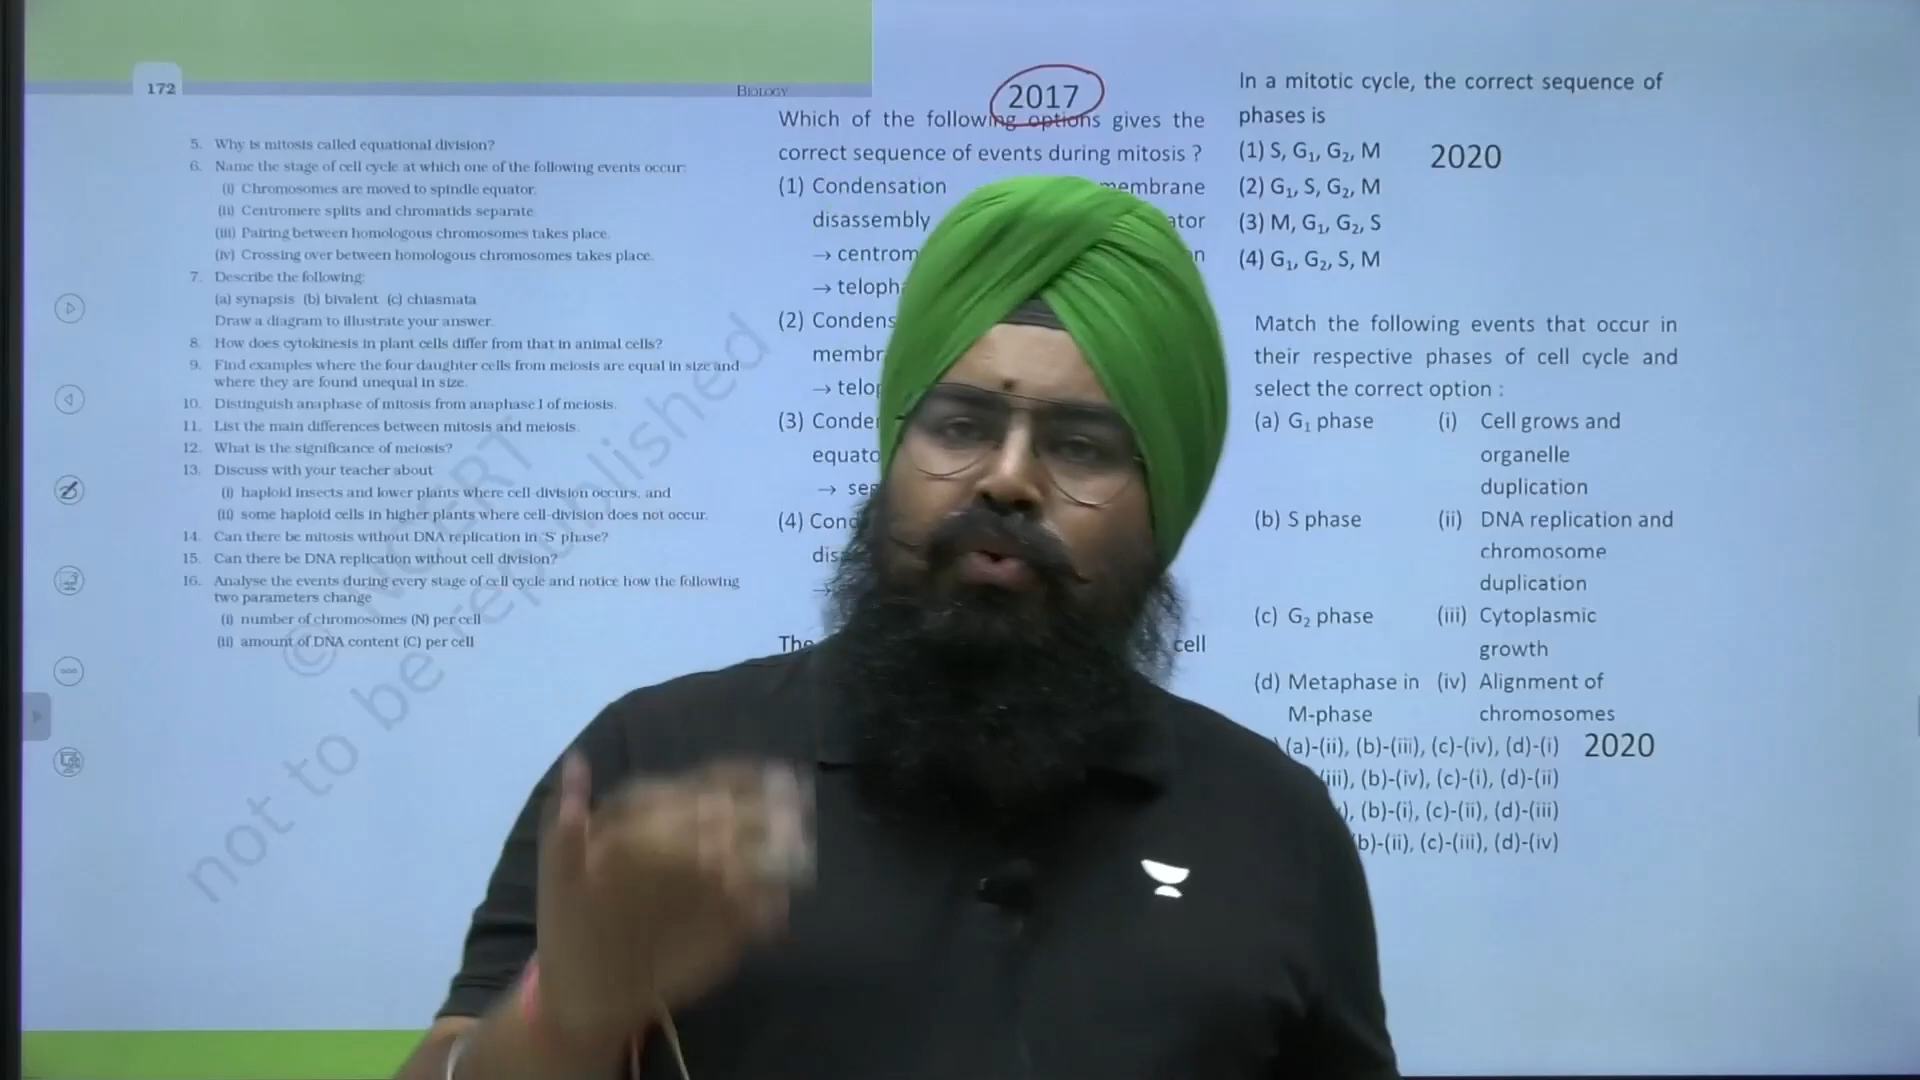 172
BIOLOGY
5. Why is mitosis called equational division?
6. Name the stage of cell cycle at which one of the following events occur:
(i) Chromosomes are moved to spindle equator.
(ii) Centromere splits and chromatids separate
(iii) Pairing between homologous chromosomes takes place.
(iv) Crossing over between homologous chromosomes takes place.
7. Describe the following:
(a) synapsis (b) bivalent (c) chiasmata
Draw a diagram to illustrate your answer.
8. How does cytokinesis in plant cells differ from that in animal cells?
9. Find examples where the four daughter cells from meiosis are equal in size and
where they are found unequal in size.
10. Distinguish anaphase of mitosis from anaphase I of meiosis.
11. List the main differences between mitosis and meiosis.
12. What is the significance of meiosis?
13. Discuss with your teacher about
(i) haploid insects and lower plants where cell-division occurs, and
(ii) some haploid cells in higher plants where cell-division does not occur.
14. Can there be mitosis without DNA replication in 'S' phase?
15. Can there be DNA replication without cell division?
16. Analyse the events during every stage of cell cycle and notice how the following
two parameters change
(i) number of chromosomes (N) per cell
(ii) amount of DNA content (C) per cell
© NCERT
not to be republished
2017
Which of the following options gives the
correct sequence of events during mitosis ?
(1) Condensation membrane
disassembly
→
→
(2)
→
(3)
→
(4)
→
The cell
In a mitotic cycle, the correct sequence of
phases is
(1) S, G₁, G₂, M 2020
(2) G₁, S, G₂, M
(3) M, G₁, G₂, S
(4) G₁, G₂, S, M
Match the following events that occur in
their respective phases of cell cycle and
select the correct option :
(a) G₁ phase (i) Cell grows and
organelle
duplication
(b) S phase (ii) DNA replication and
chromosome
duplication
(c) G₂ phase (iii) Cytoplasmic
growth
(d) Metaphase in (iv) Alignment of
M-phase chromosomes
(a)-(ii), (b)-(iii), (c)-(iv), (d)-(i) 2020
(b)-(iv), (c)-(i), (d)-(ii)
(b)-(i), (c)-(ii), (d)-(iii)
b)-(ii), (c)-(iii), (d)-(iv)